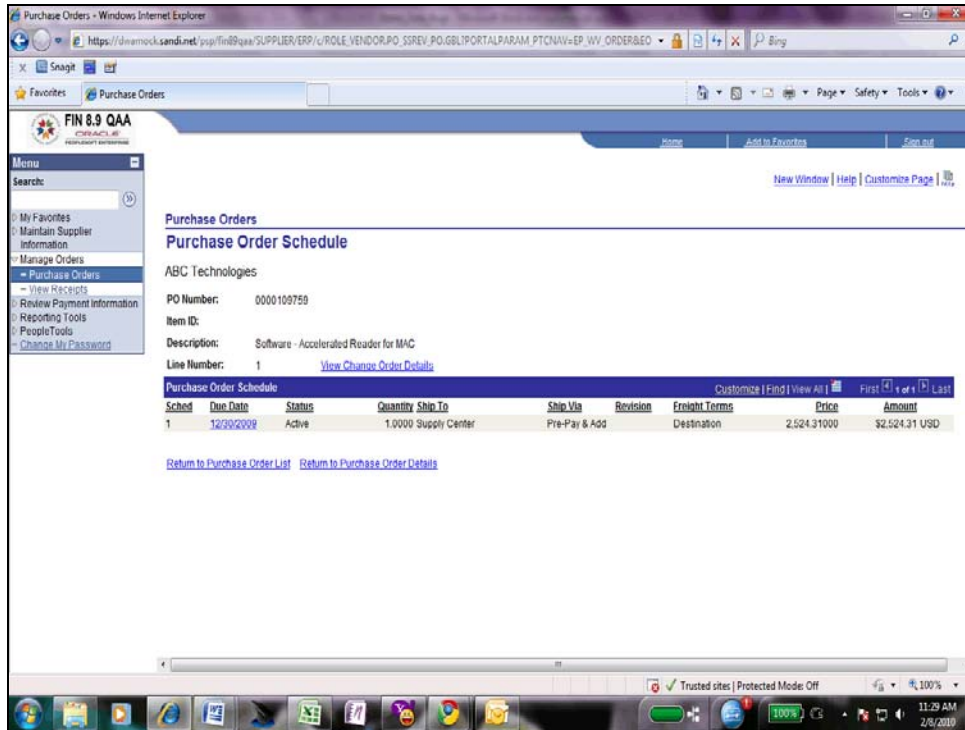 Purchase Orders - Windows Internet Explorer
https://dwamock.sandi.net/psp/fin89qaa/SUPPLIER/ERP/c/ROLE_VENDOR.PO_SSREV_PO.GBL?PORTALPARAM_PTCNAV=EP_WV_ORDER&EO
Bing
x Snagit
Favorites Purchase Orders Page Safety Tools
FIN 8.9 QAA
ORACLE
PEOPLESOFT ENTERPRISE
Home Add to Favorites Sign out
Menu
New Window | Help | Customize Page |
Search:
My Favorites
Maintain Supplier
Information
Manage Orders
- Purchase Orders
- View Receipts
Review Payment Information
Reporting Tools
PeopleTools
- Change My Password
Purchase Orders
Purchase Order Schedule
ABC Technologies
PO Number: 0000109759
Item ID:
Description: Software - Accelerated Reader for MAC
Line Number: 1 View Change Order Details
Purchase Order Schedule Customize | Find | View All | First 1 of 1 Last
Sched Due Date Status Quantity Ship To Ship Via Revision Freight Terms Price Amount
1 12/30/2009 Active 1.0000 Supply Center Pre-Pay & Add Destination 2,524.31000 $2,524.31 USD
Return to Purchase Order List Return to Purchase Order Details
Trusted sites | Protected Mode: Off 100%
100% 11:29 AM
2/8/2010